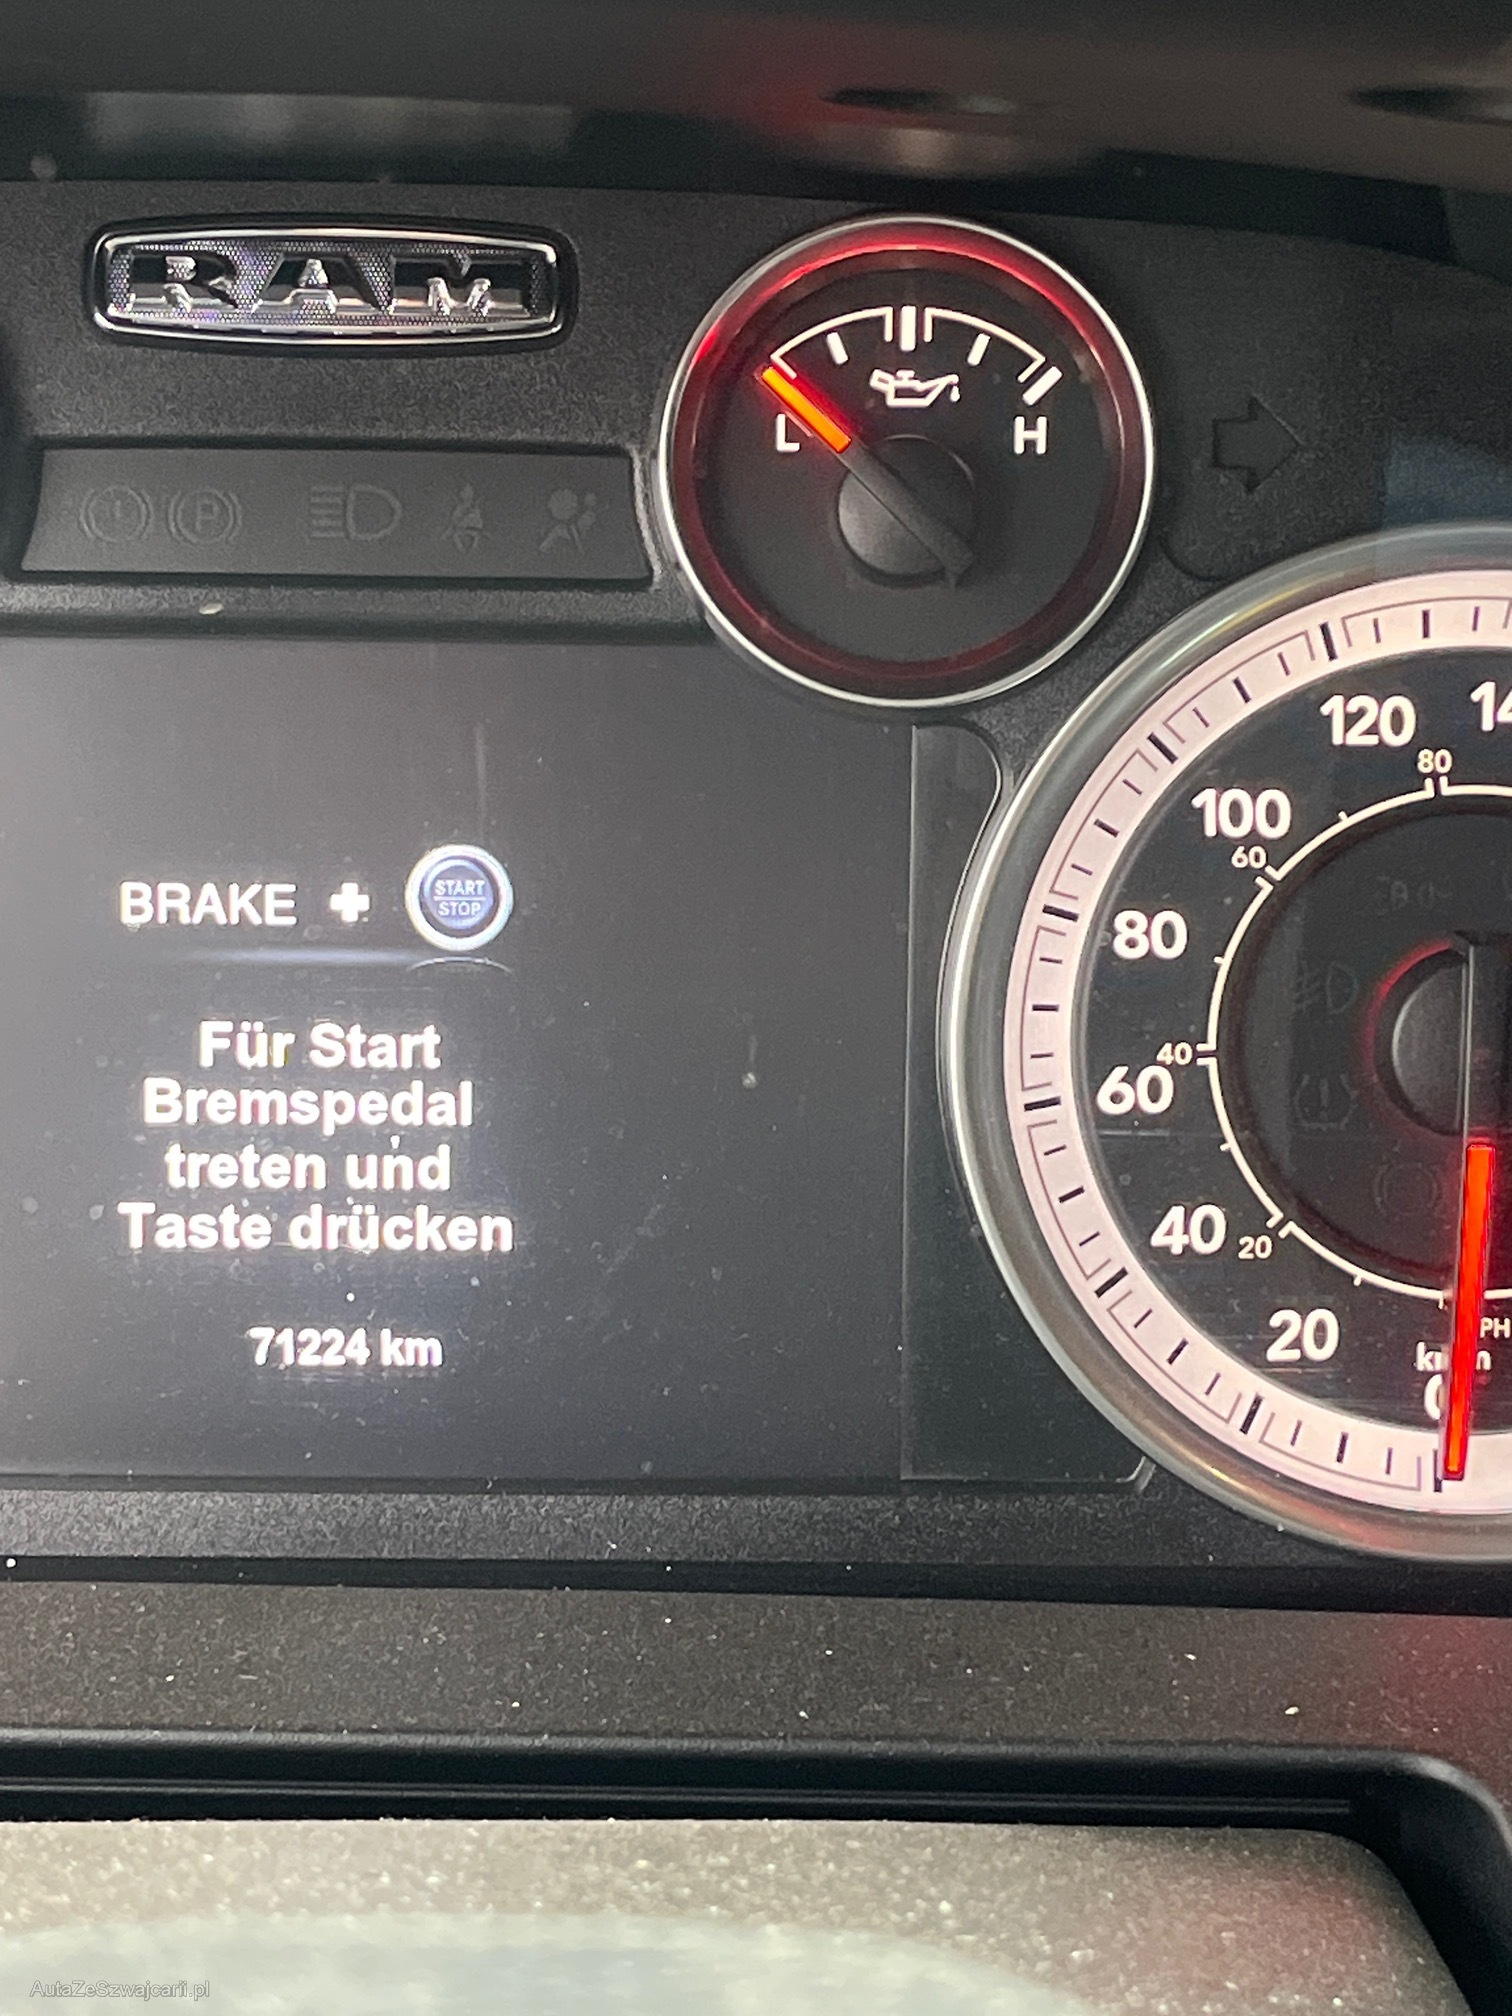 RAM
L H
BRAKE + START STOP
Für Start
Bremspedal
treten und
Taste drücken
71224 km
120
80
100
60
80
40
60
40
20
20
0
AutaZeSzwajcarii.pl